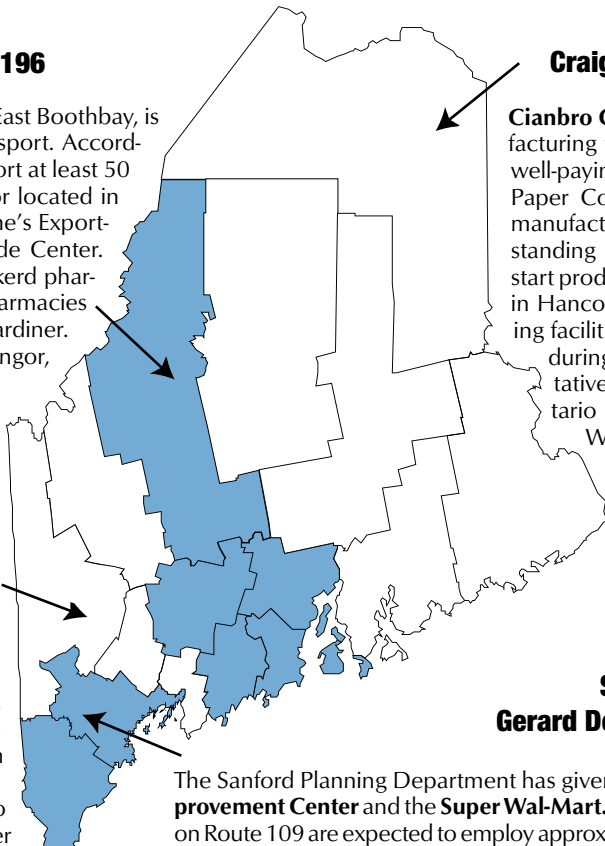 196
East Boothbay, is
sport. Accord-
ort at least 50
or located in
ne's Export-
de Center.
kerd phar-
armacies
ardiner.
ngor,
Craig
Cianbro C
facturing
well-payin
Paper Co
manufact
standing
start prod
in Hanco
ing facilit
during
tative
tario
W
S
Gerard De
The Sanford Planning Department has given
provement Center and the Super Wal-Mart.
on Route 109 are expected to employ approx